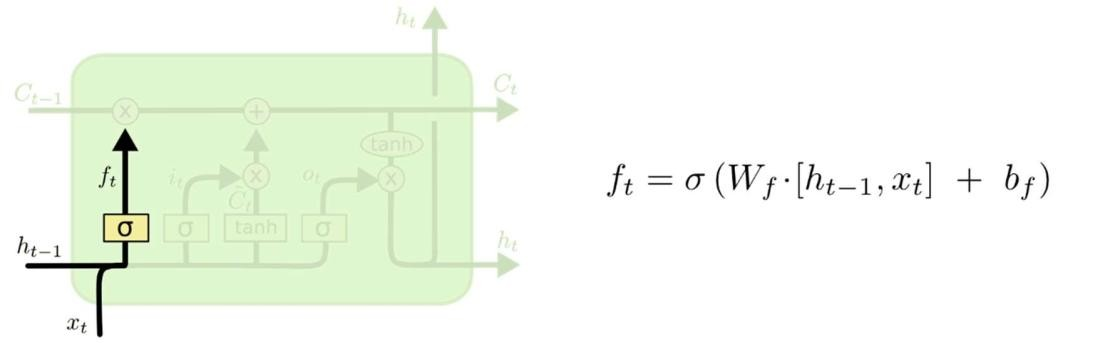 h_t
C_{t-1}
C_t
x
+
tanh
f_t
i_t
C̃_t
o_t
x
x
σ
σ
tanh
σ
h_{t-1}
h_t
x_t
f_t = σ (W_f · [h_{t-1}, x_t] + b_f)